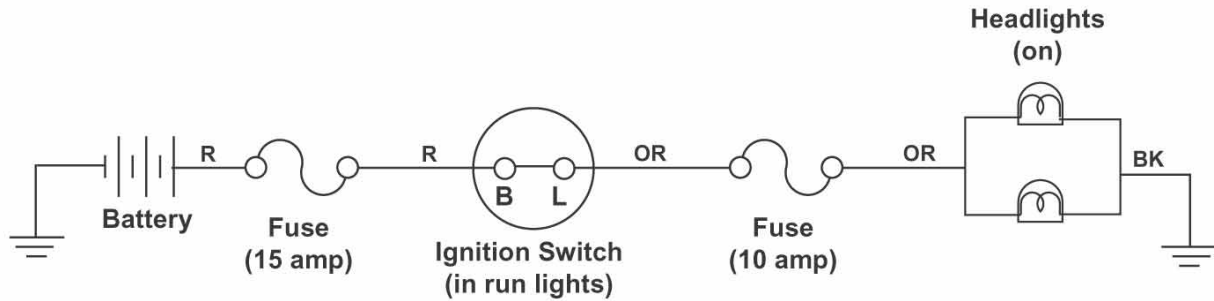 Headlights
(on)
R
R
OR
OR
BK
B L
Battery
Fuse
(15 amp)
Ignition Switch
(in run lights)
Fuse
(10 amp)